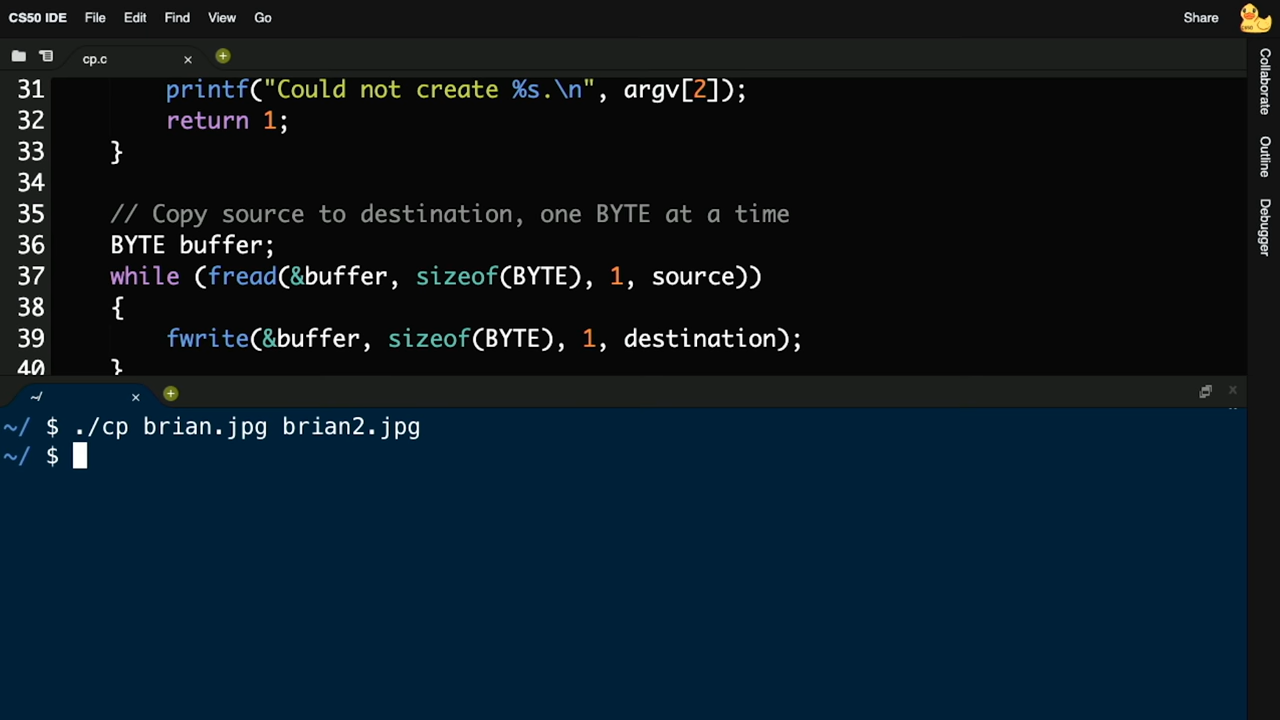 CS50 IDE File Edit Find View Go Share
cp.c
31 printf("Could not create %s.\n", argv[2]);
32 return 1;
33 }
34
35 // Copy source to destination, one BYTE at a time
36 BYTE buffer;
37 while (fread(&buffer, sizeof(BYTE), 1, source))
38 {
39 fwrite(&buffer, sizeof(BYTE), 1, destination);
40 }
~/
~/ $ ./cp brian.jpg brian2.jpg
~/ $
Collaborate
Outline
Debugger